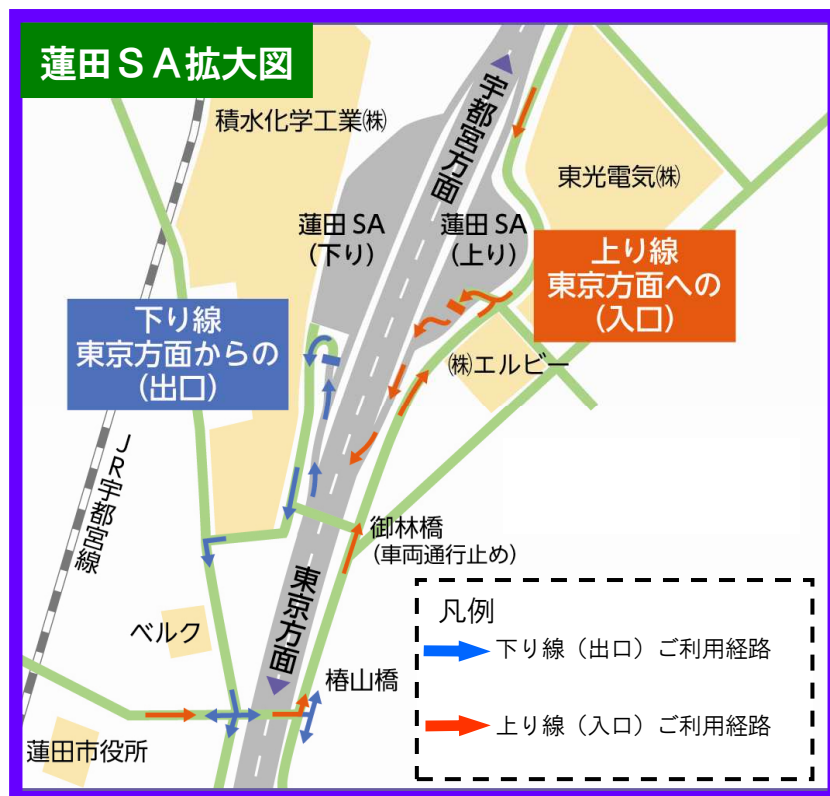 蓮田ＳＡ拡大図
積水化学工業㈱
宇都宮方面
東光電気㈱
蓮田 SA
(下り)
蓮田 SA
(上り)
上り線
東京方面への
(入口)
下り線
東京方面からの
(出口)
㈱エルビー
JR宇都宮線
御林橋
(車両通行止め)
東京方面
凡例
下り線（出口）ご利用経路
上り線（入口）ご利用経路
ベルク
椿山橋
蓮田市役所